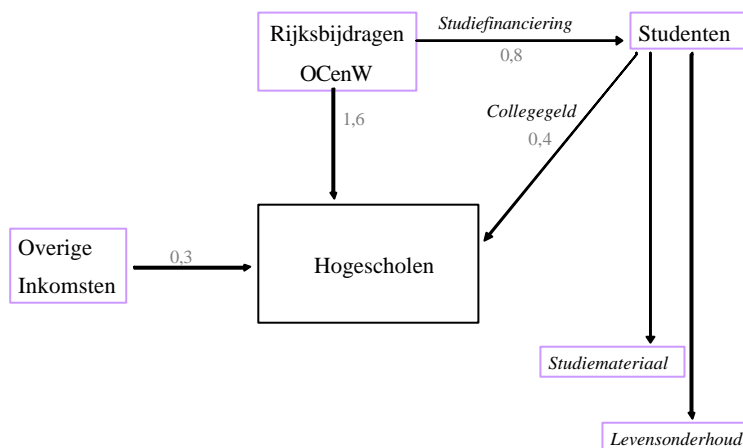 Rijksbijdragen
OCenW
Studiefinanciering
0,8
Studenten
1,6
Collegegeld
0,4
Overige
Inkomsten
0,3
Hogescholen
Studiemateriaal
Levensonderhoud